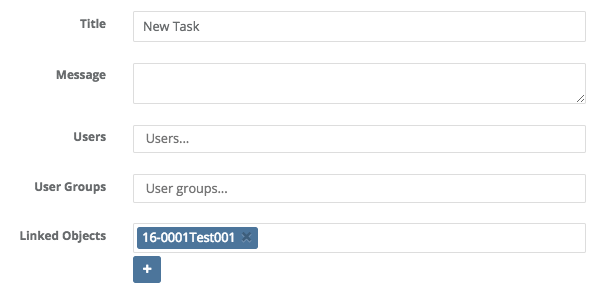 Title New Task
Message
Users Users...
User Groups User groups...
Linked Objects 16-0001Test001 ×
+